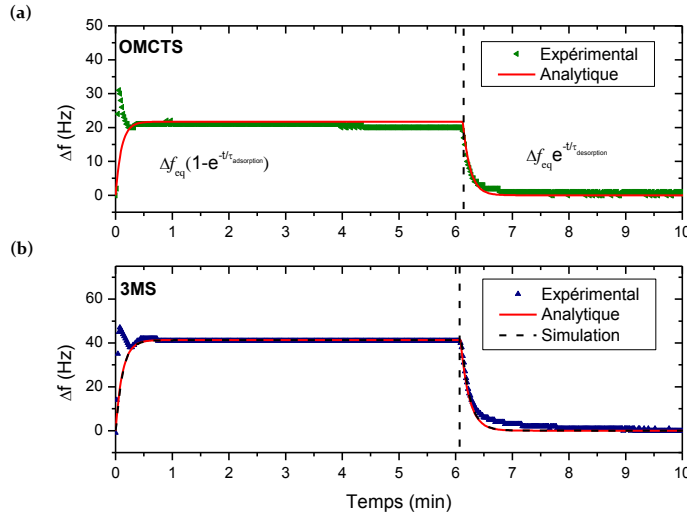 (a)
OMCTS
50
40
30
20
10
0
Δf (Hz)
Expérimental
Analytique
Δf_eq(1-e^-t/τ_adsorption)
Δf_eq e^-t/τ_desorption
0 1 2 3 4 5 6 7 8 9 10
(b)
3MS
60
40
20
0
Δf (Hz)
Expérimental
Analytique
Simulation
0 1 2 3 4 5 6 7 8 9 10
Temps (min)